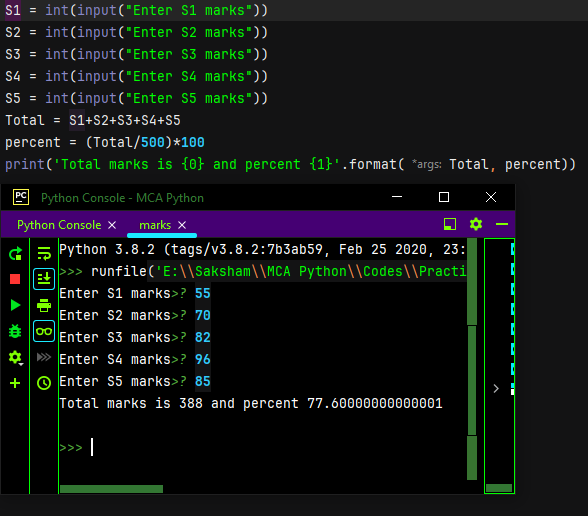 S1 = int(input("Enter S1 marks"))
S2 = int(input("Enter S2 marks"))
S3 = int(input("Enter S3 marks"))
S4 = int(input("Enter S4 marks"))
S5 = int(input("Enter S5 marks"))
Total = S1+S2+S3+S4+S5
percent = (Total/500)*100
print('Total marks is {0} and percent {1}'.format( *args: Total, percent))
PC Python Console - MCA Python
Python Console marks
Python 3.8.2 (tags/v3.8.2:7b3ab59, Feb 25 2020, 23:
>>> runfile('E:\\Saksham\\MCA Python\\Codes\\Practi
Enter S1 marks>? 55
Enter S2 marks>? 70
Enter S3 marks>? 82
Enter S4 marks>? 96
Enter S5 marks>? 85
Total marks is 388 and percent 77.60000000000001
>>>